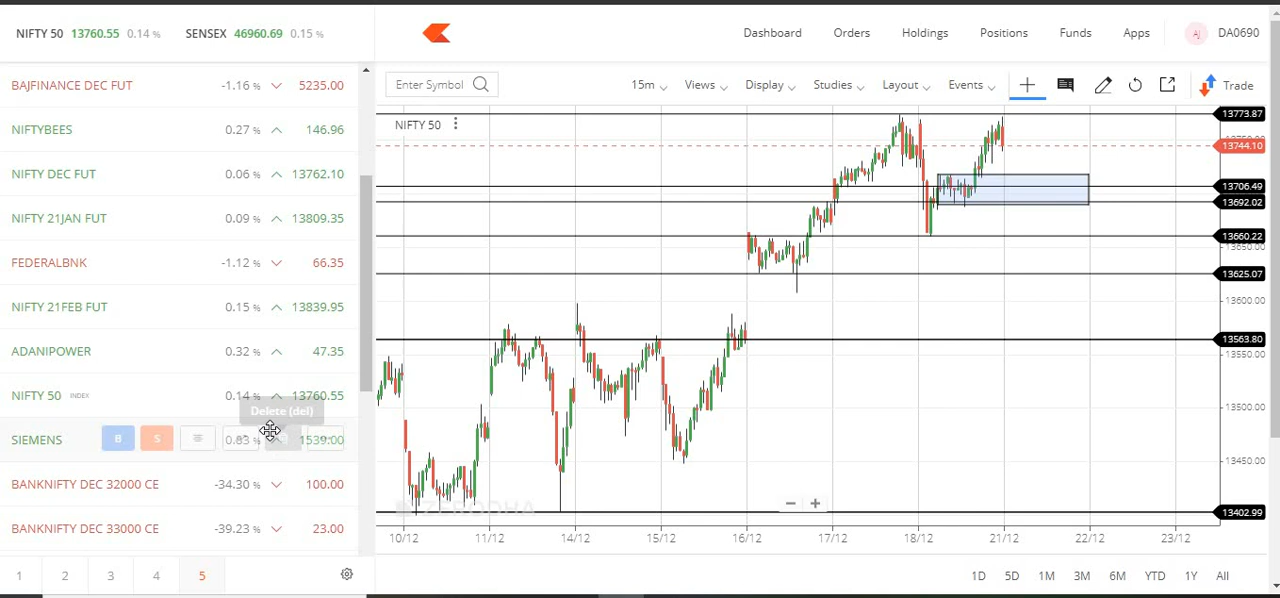 NIFTY 50 13760.55 0.14 % SENSEX 46960.69 0.15 %
Dashboard Orders Holdings Positions Funds Apps AJ DA0690
BAJFINANCE DEC FUT -1.16 % 5235.00
NIFTYBEES 0.27 % 146.96
NIFTY DEC FUT 0.06 % 13762.10
NIFTY 21JAN FUT 0.09 % 13809.35
FEDERALBNK -1.12 % 66.35
NIFTY 21FEB FUT 0.15 % 13839.95
ADANIPOWER 0.32 % 47.35
NIFTY 50 INDEX 0.14 % 13760.55
Delete (del)
SIEMENS B S 0.83 % 1539.00
BANKNIFTY DEC 32000 CE -34.30 % 100.00
BANKNIFTY DEC 33000 CE -39.23 % 23.00
1 2 3 4 5
Enter Symbol 15m Views Display Studies Layout Events Trade
NIFTY 50
13773.87
13744.10
13706.49
13692.02
13660.22
13625.07
13600.00
13563.80
13550.00
13500.00
13450.00
ZERODHA
13402.99
10/12 11/12 14/12 15/12 16/12 17/12 18/12 21/12 22/12 23/12
1D 5D 1M 3M 6M YTD 1Y All